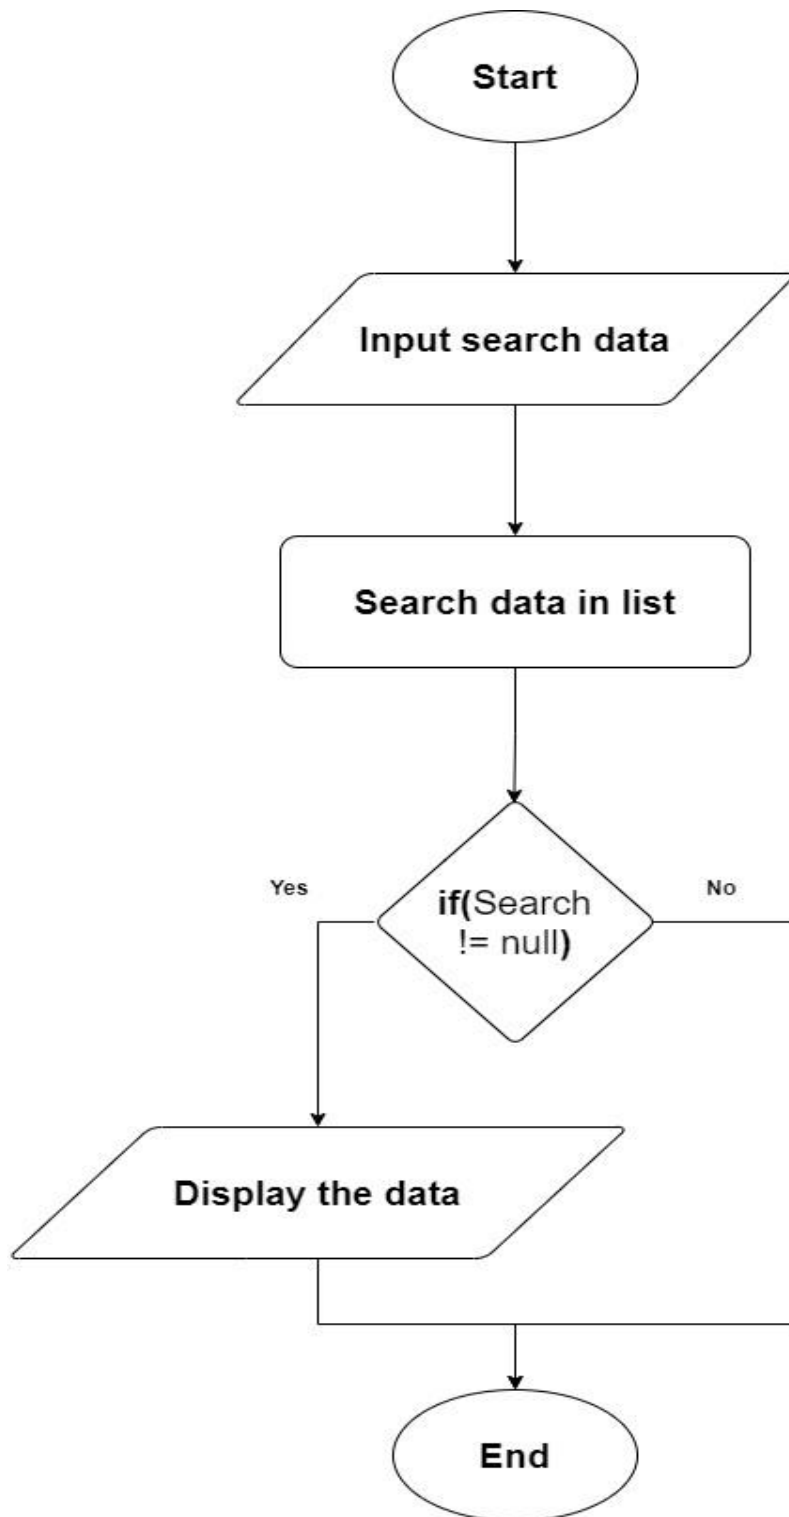 Start
Input search data
Search data in list
Yes
if(Search
!= null)
No
Display the data
End